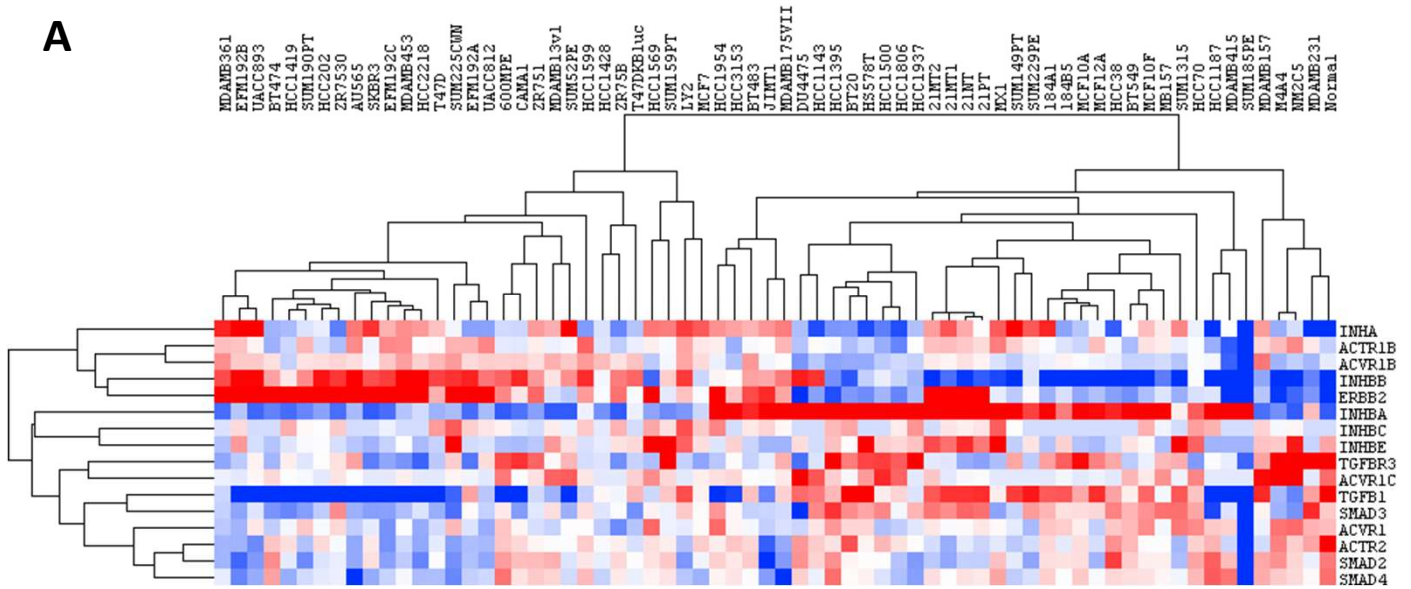 A
MDAMB361
EFM192B
UACC893
BT474
HCC1419
SUM190PT
HCC202
ZR7530
AU565
SKBR3
EFM192C
MDAMB453
HCC2218
T47D
SUM225CWN
EFM192A
UACC812
600MPE
CAMA1
ZR751
MDAMB13v1
SUM52PE
HCC1599
HCC1428
ZR75B
T47DKBluc
HCC1569
SUM159PT
LY2
MCF7
HCC1954
HCC3153
BT483
JIMT1
MDAMB175VII
DU4475
HCC1143
HCC1395
BT20
HS578T
HCC1500
HCC1806
HCC1937
21MT2
21MT1
21NT
21PT
MX1
SUM149PT
SUM229PE
184A1
184B5
MCF10A
MCF12A
HCC38
BT549
MCF10F
MB157
SUM1315
HCC70
HCC1187
MDAMB415
SUM185PE
MDAMB157
M4A4
NM2C5
MDAMB231
Normal
INHA
ACTR1B
ACVR1B
INHBB
ERBB2
INHBA
INHBC
INHBE
TGFBR3
ACVR1C
TGFB1
SMAD3
ACVR1
ACTR2
SMAD2
SMAD4